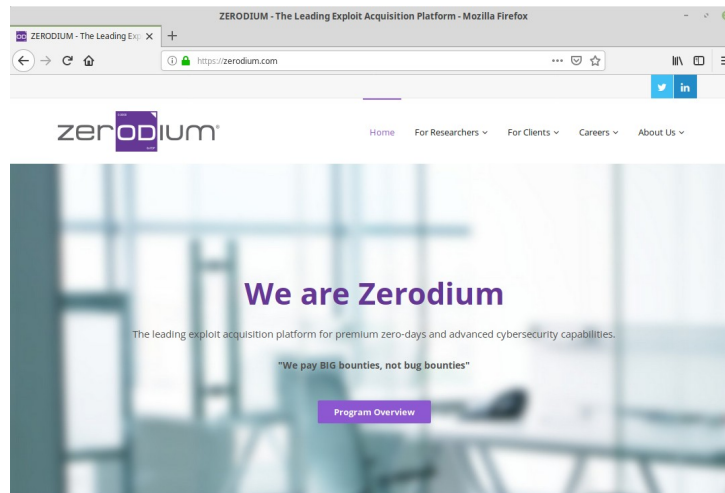 ZERODIUM - The Leading Exploit Acquisition Platform - Mozilla Firefox
ZERODIUM - The Leading Exp
https://zerodium.com
zerodium
Home For Researchers For Clients Careers About Us
We are Zerodium
The leading exploit acquisition platform for premium zero-days and advanced cybersecurity capabilities.
"We pay BIG bounties, not bug bounties"
Program Overview